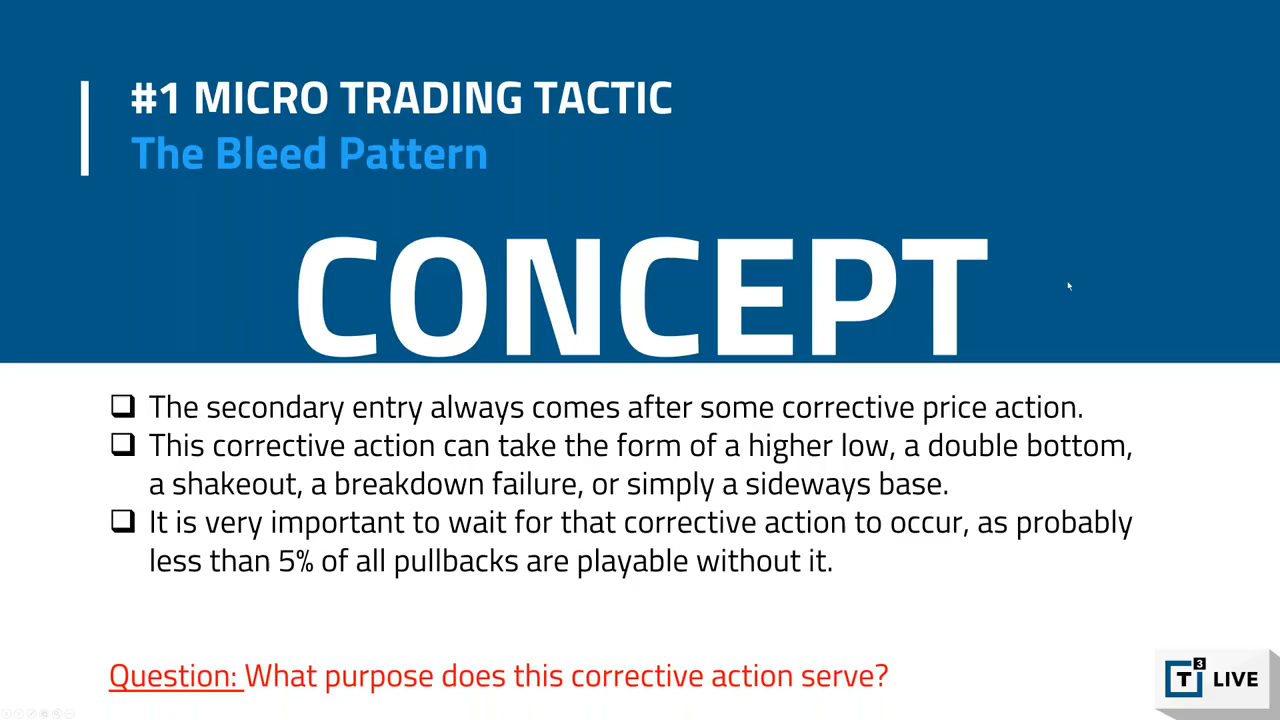 #1 MICRO TRADING TACTIC
The Bleed Pattern
CONCEPT
❑ The secondary entry always comes after some corrective price action.
❑ This corrective action can take the form of a higher low, a double bottom,
a shakeout, a breakdown failure, or simply a sideways base.
❑ It is very important to wait for that corrective action to occur, as probably
less than 5% of all pullbacks are playable without it.
Question: What purpose does this corrective action serve?
T3 LIVE